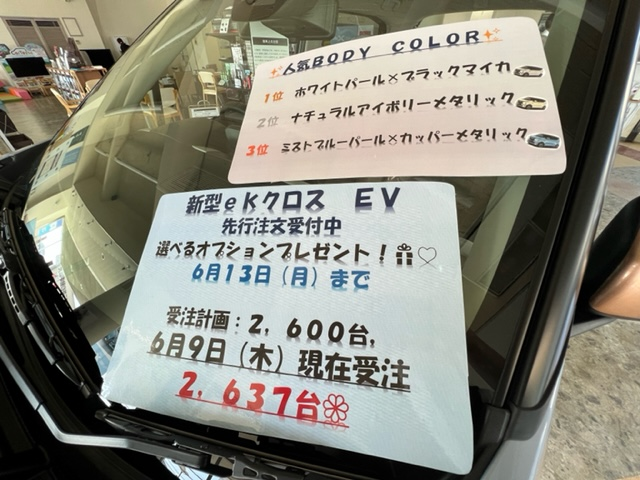 人気BODY COLOR
1位 ホワイトパール×ブラックマイカ
2位 ナチュラルアイボリーメタリック
3位 ミストブルーパール×カッパーメタリック
新型eKクロス EV
先行注文受付中
選べるオプションプレゼント!
6月13日(月)まで
受注計画:2,600台,
6月9日(木)現在受注
2,637台